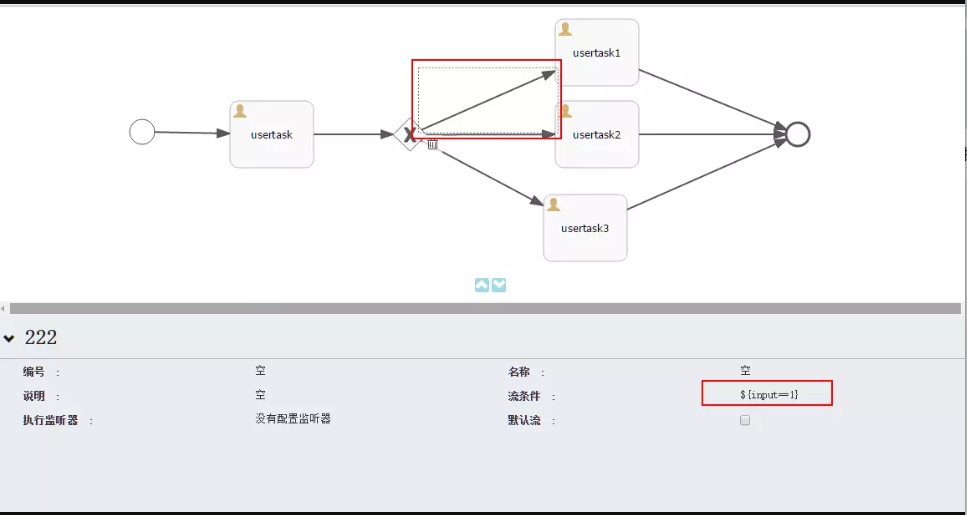 usertask1
usertask
usertask2
usertask3
222
编号 : 空 名称 : 空
说明 : 空 流条件 : ${input==1}
执行监听器 : 没有配置监听器 默认流 :